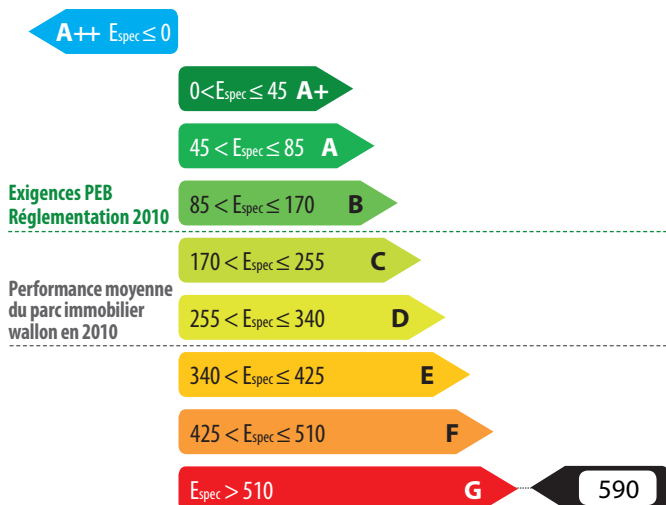 A++ Espec ≤ 0
0<Espec ≤ 45 A+
45 < Espec ≤ 85 A
Exigences PEB
Réglementation 2010
85 < Espec ≤ 170 B
170 < Espec ≤ 255 C
Performance moyenne
du parc immobilier
wallon en 2010
255 < Espec ≤ 340 D
340 < Espec ≤ 425 E
425 < Espec ≤ 510 F
Espec > 510 G
590